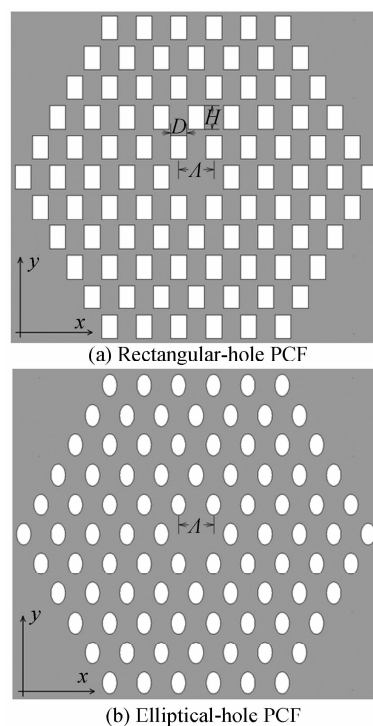 H
D
Λ
y
x
(a) Rectangular-hole PCF
Λ
y
x
(b) Elliptical-hole PCF